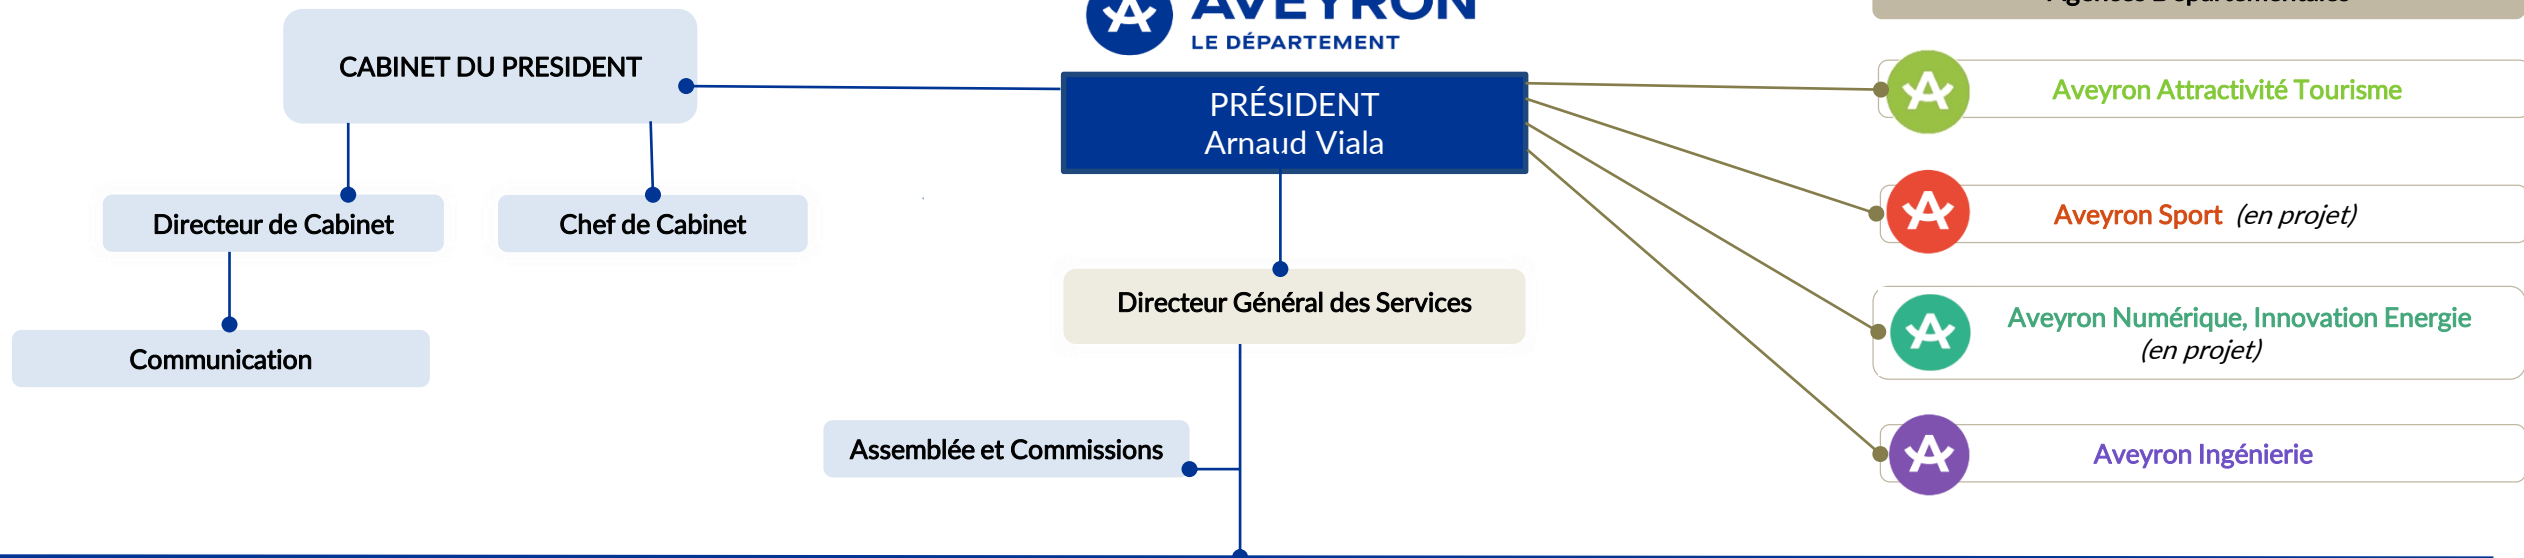 AVEYRON
LE DÉPARTEMENT
Agences Départementales
CABINET DU PRESIDENT
PRÉSIDENT
Arnaud Viala
Aveyron Attractivité Tourisme
Directeur de Cabinet
Chef de Cabinet
Aveyron Sport (en projet)
Directeur Général des Services
Aveyron Numérique, Innovation Energie
(en projet)
Communication
Assemblée et Commissions
Aveyron Ingénierie